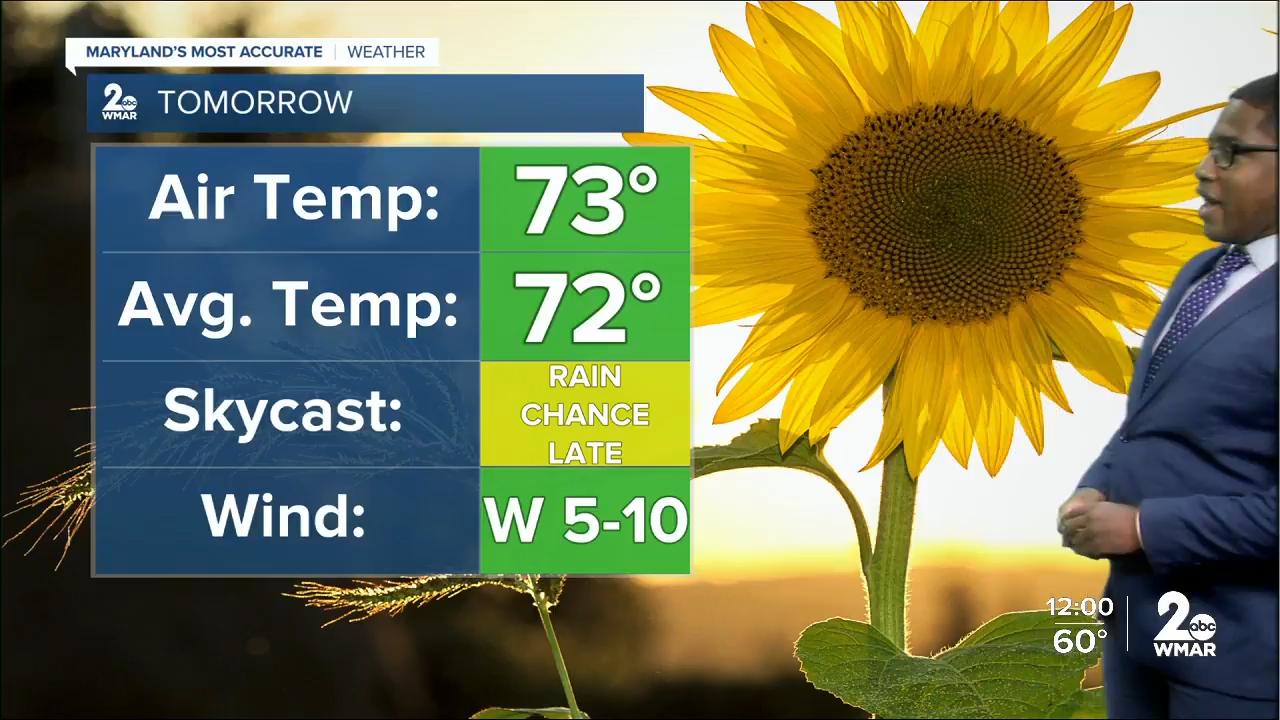 MARYLAND'S MOST ACCURATE | WEATHER
2 abc
WMAR
TOMORROW
Air Temp: 73°
Avg. Temp: 72°
Skycast: RAIN
CHANCE
LATE
Wind: W 5-10
12:00
60°
2 abc
WMAR